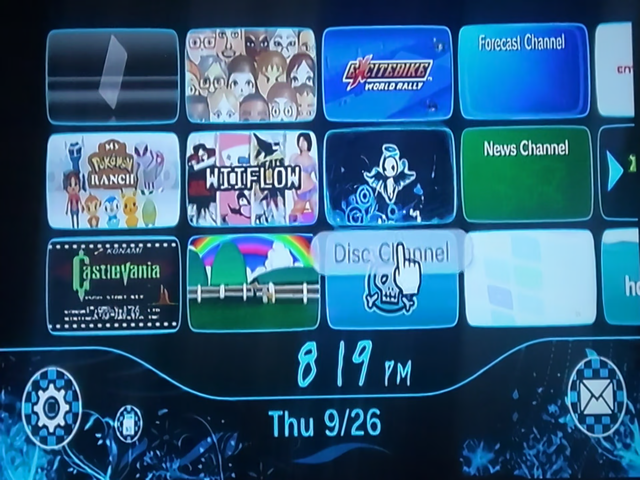 EXCITEBIKE
WORLD RALLY
Forecast Channel
MY
Pokémon
RANCH
WIIFLOW
News Channel
KONAMI
Castlevania
Disc Channel
8 19 PM
Thu 9/26